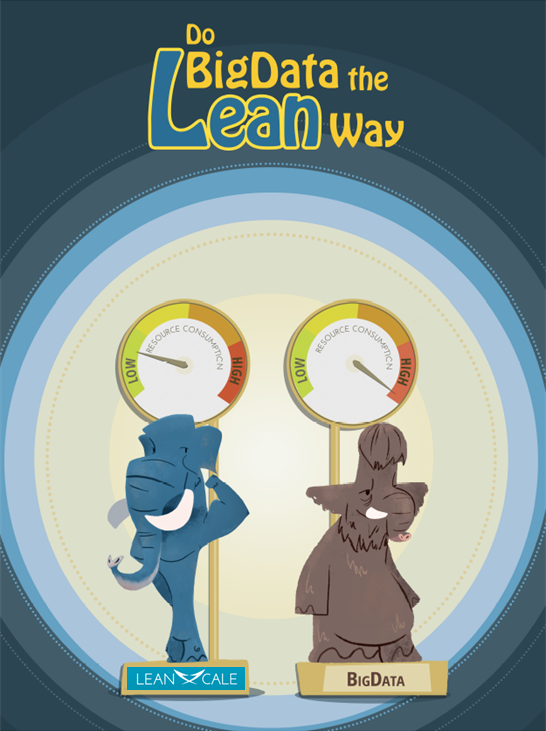 Do
BigData the
Lean Way
RESOURCE CONSUMPTION
LOW
HIGH
RESOURCE CONSUMPTION
LOW
HIGH
LEANXCALE
BIGDATA